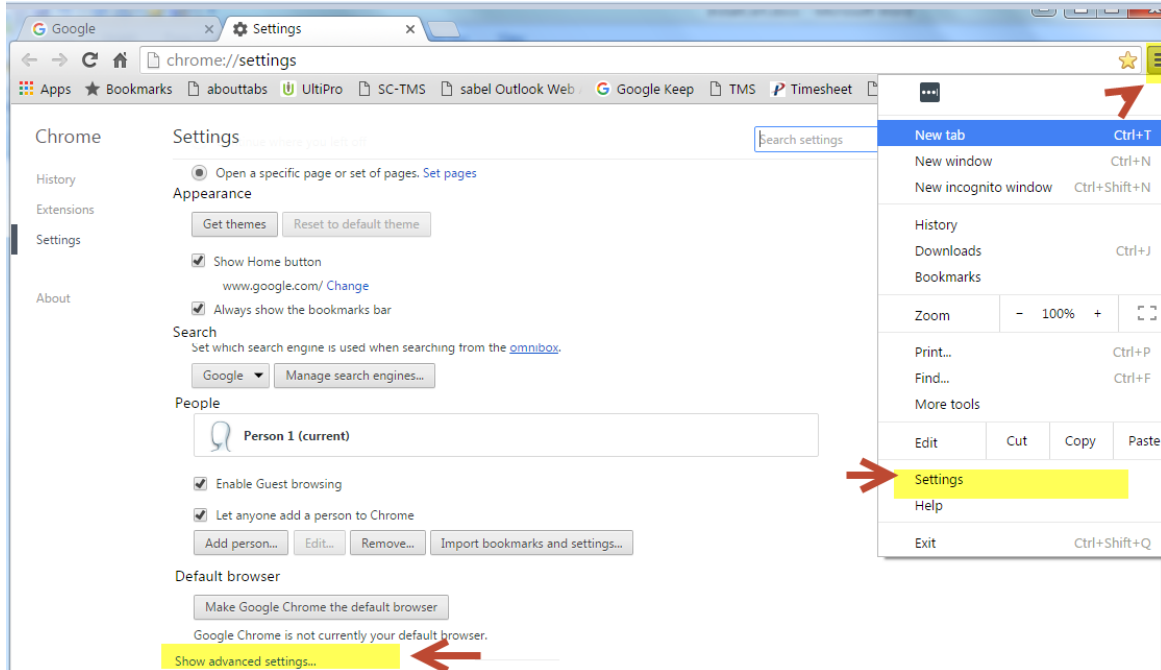 Google
Settings
chrome://settings
Apps Bookmarks abouttabs UltiPro SC-TMS sabel Outlook Web Google Keep TMS Timesheet
Chrome
History
Extensions
Settings
About
Settings
Search settings
Open a specific page or set of pages. Set pages
Appearance
Get themes Reset to default theme
Show Home button
www.google.com/ Change
Always show the bookmarks bar
Search
Set which search engine is used when searching from the omnibox.
Google Manage search engines...
People
Person 1 (current)
Enable Guest browsing
Let anyone add a person to Chrome
Add person... Edit... Remove... Import bookmarks and settings...
Default browser
Make Google Chrome the default browser
Google Chrome is not currently your default browser.
Show advanced settings...
New tab Ctrl+T
New window Ctrl+N
New incognito window Ctrl+Shift+N
History
Downloads Ctrl+J
Bookmarks
Zoom - 100% +
Print... Ctrl+P
Find... Ctrl+F
More tools
Edit Cut Copy Paste
Settings
Help
Exit Ctrl+Shift+Q